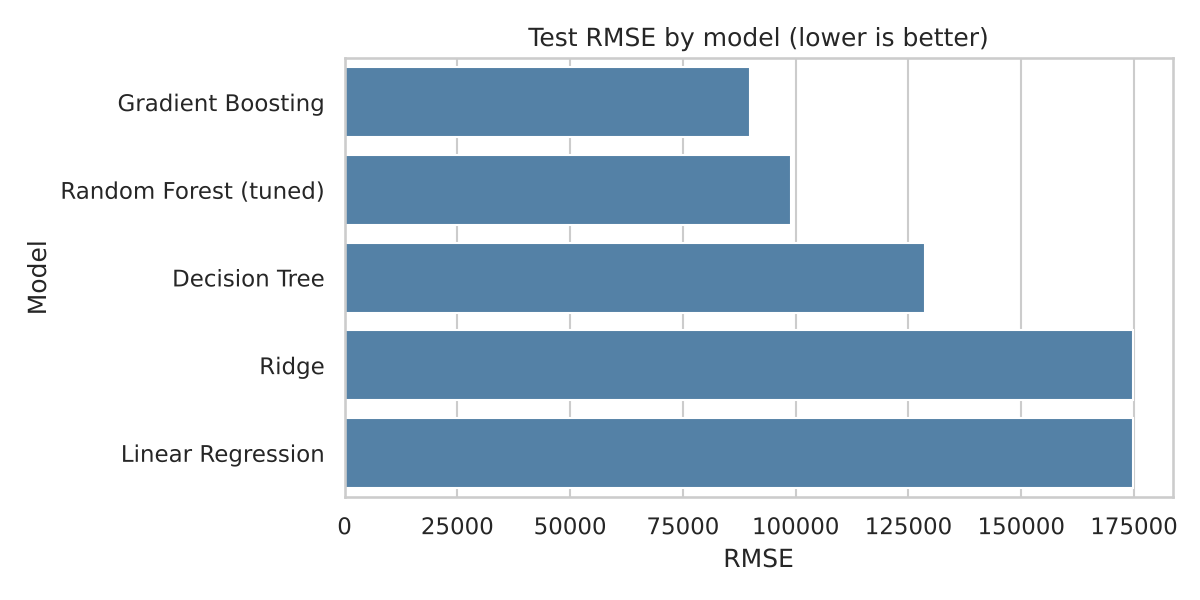 Test RMSE by model (lower is better)
Model
Gradient Boosting
Random Forest (tuned)
Decision Tree
Ridge
Linear Regression
0 25000 50000 75000 100000 125000 150000 175000
RMSE